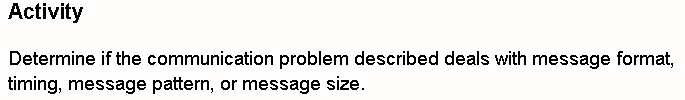 Activity
Determine if the communication problem described deals with message format,
timing, message pattern, or message size.